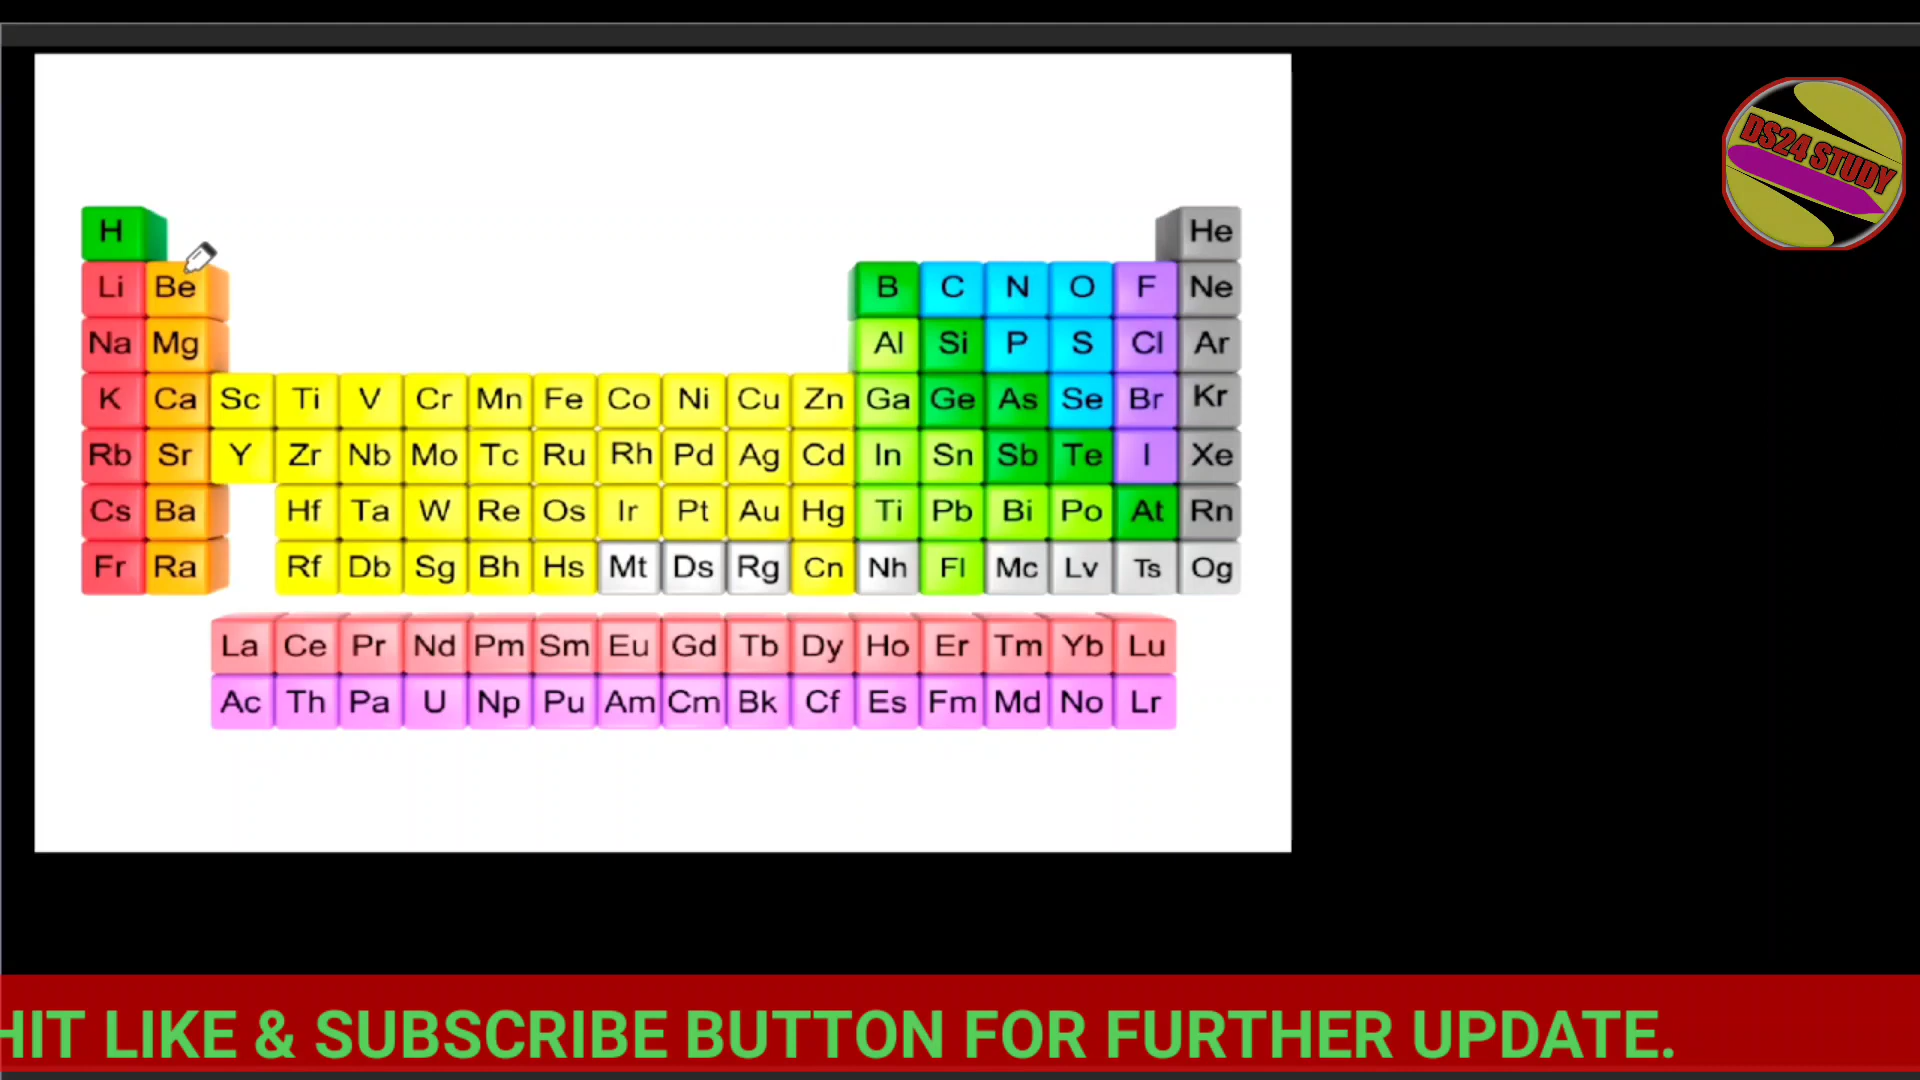 DS24 STUDY
H He
Li Be B C N O F Ne
Na Mg Al Si P S Cl Ar
K Ca Sc Ti V Cr Mn Fe Co Ni Cu Zn Ga Ge As Se Br Kr
Rb Sr Y Zr Nb Mo Tc Ru Rh Pd Ag Cd In Sn Sb Te I Xe
Cs Ba Hf Ta W Re Os Ir Pt Au Hg Ti Pb Bi Po At Rn
Fr Ra Rf Db Sg Bh Hs Mt Ds Rg Cn Nh Fl Mc Lv Ts Og
La Ce Pr Nd Pm Sm Eu Gd Tb Dy Ho Er Tm Yb Lu
Ac Th Pa U Np Pu Am Cm Bk Cf Es Fm Md No Lr
HIT LIKE & SUBSCRIBE BUTTON FOR FURTHER UPDATE.